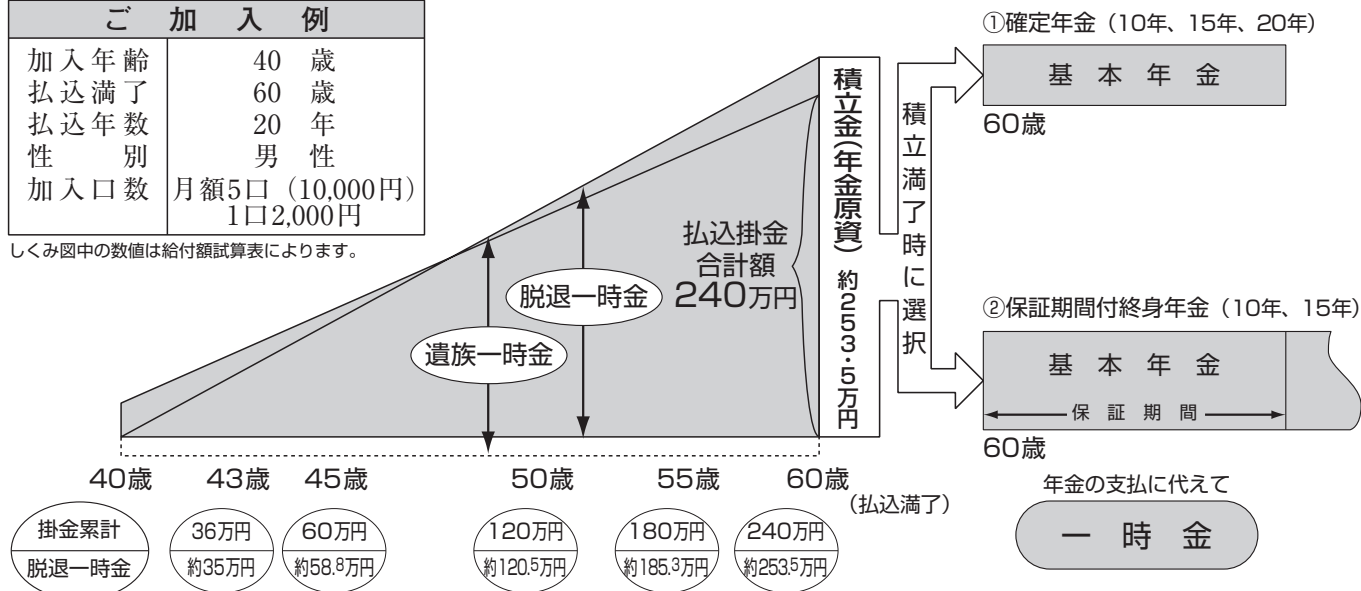 ご加入例
加入年齢 40歳
払込満了 60歳
払込年数 20年
性別 男性
加入口数 月額5口（10,000円）
1口2,000円
しくみ図中の数値は給付額試算表によります。
遺族一時金
脱退一時金
払込掛金
合計額
240万円
積立金（年金原資）約253・5万円
積立満了時に選択
①確定年金（10年、15年、20年）
基本年金
60歳
②保証期間付終身年金（10年、15年）
基本年金
保証期間
60歳
年金の支払に代えて
一時金
40歳 43歳 45歳 50歳 55歳 60歳
（払込満了）
掛金累計 36万円 60万円 120万円 180万円 240万円
脱退一時金 約35万円 約58.8万円 約120.5万円 約185.3万円 約253.5万円